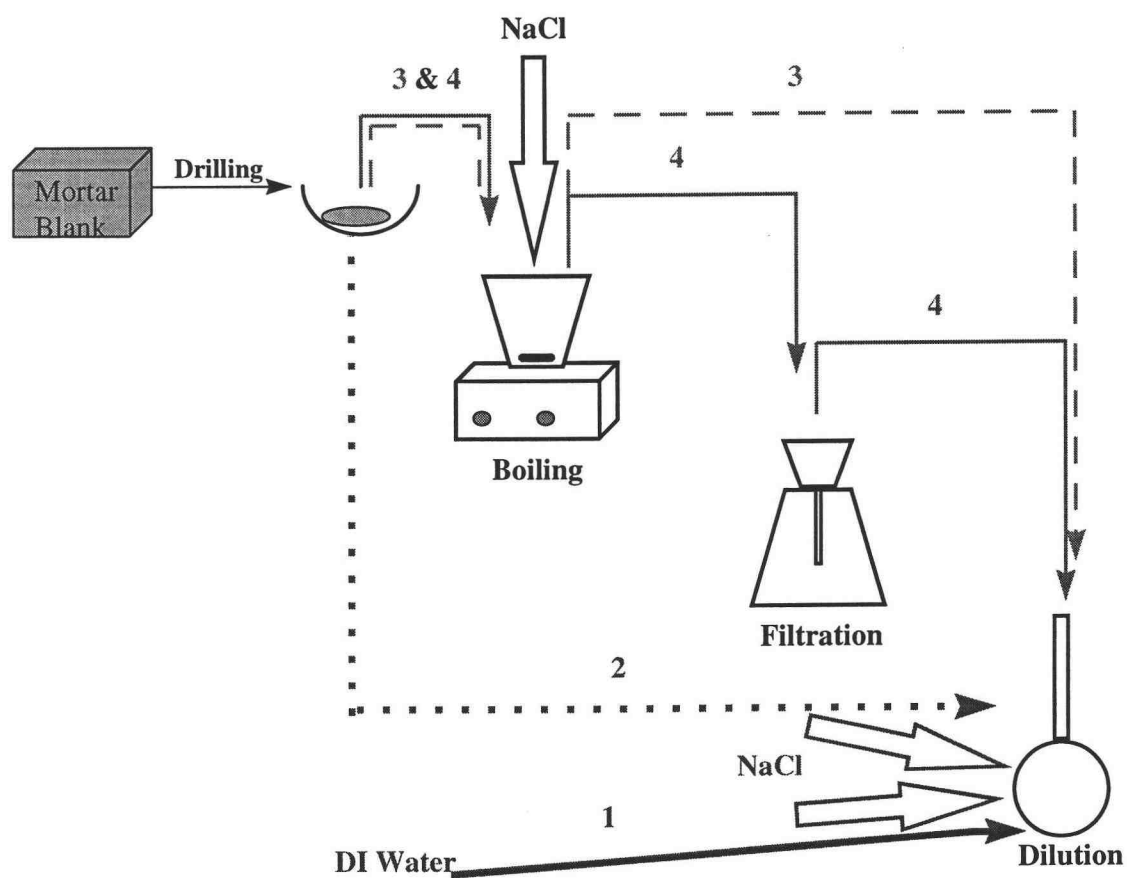 NaCl
3 & 4
3
Drilling
4
Mortar
Blank
4
Boiling
Filtration
2
NaCl
1
DI Water
Dilution